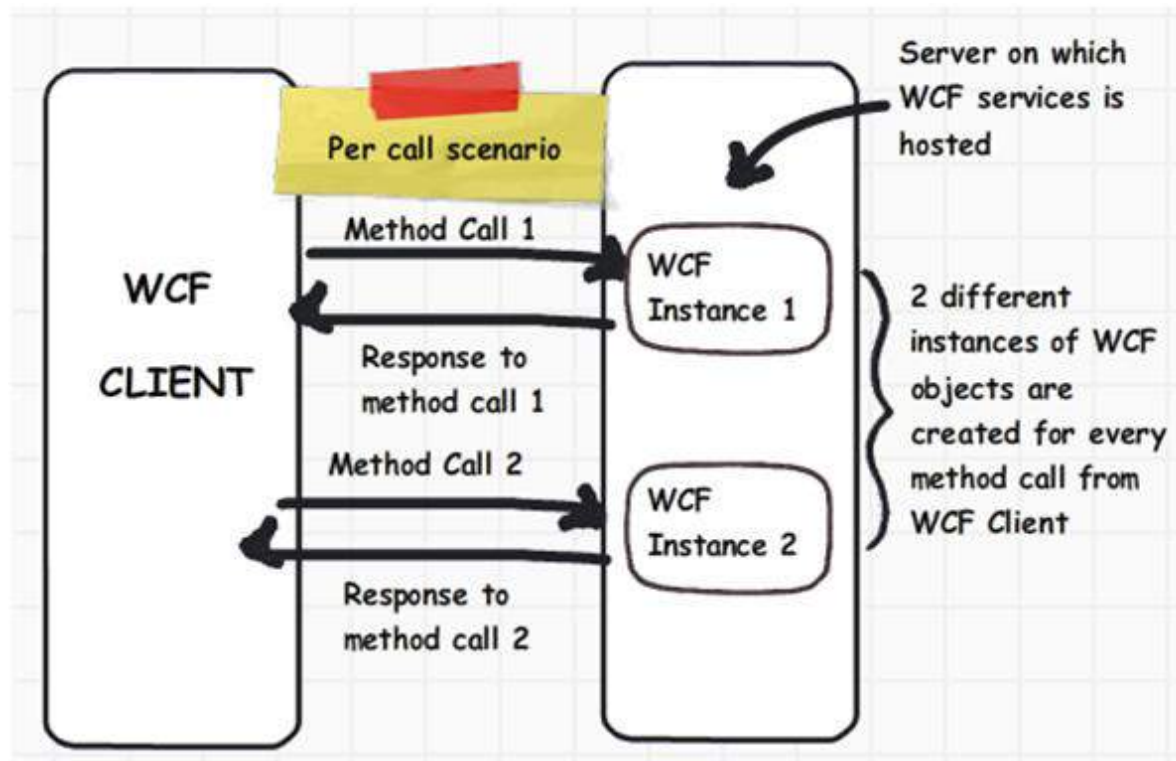 Server on which
WCF services is
hosted
Per call scenario
Method Call 1
WCF
Instance 1
WCF
CLIENT
Response to
method call 1
2 different
instances of WCF
objects are
created for every
method call from
WCF Client
Method Call 2
WCF
Instance 2
Response to
method call 2